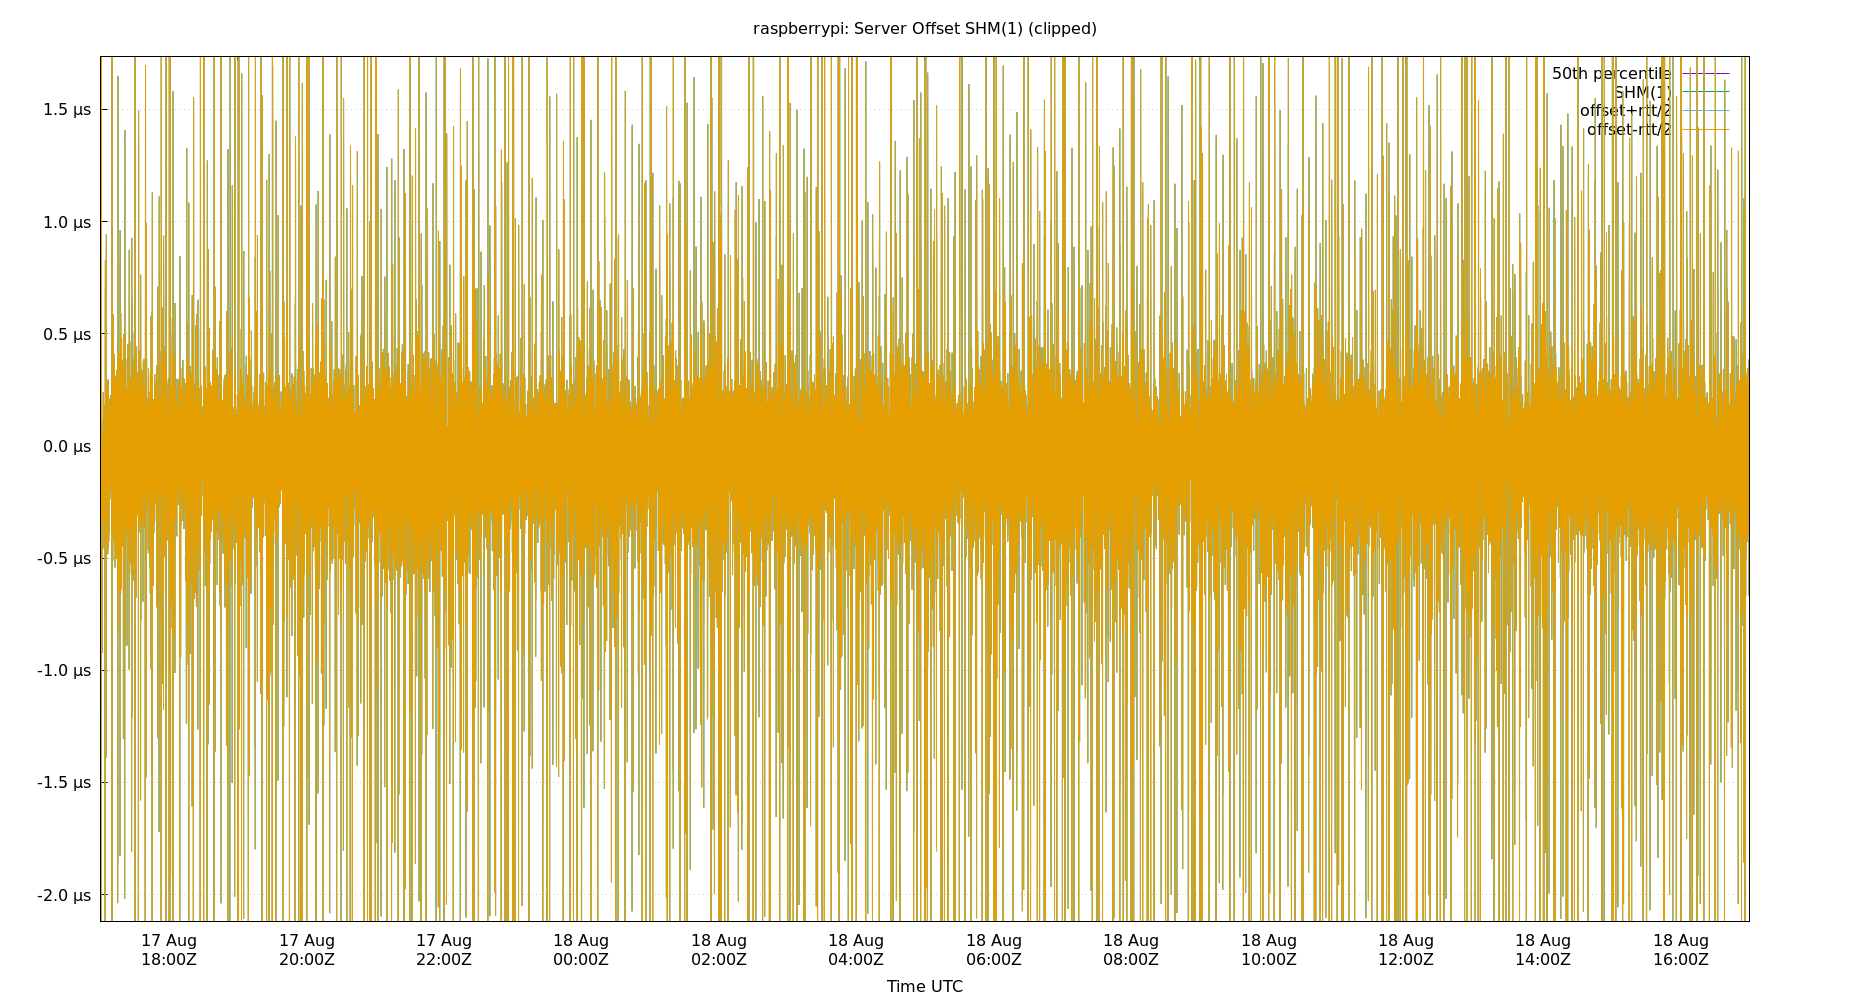 raspberrypi: Server Offset SHM(1) (clipped)
50th percentile
SHM(1)
offset+rtt/2
offset-rtt/2
1.5 µs
1.0 µs
0.5 µs
0.0 µs
-0.5 µs
-1.0 µs
-1.5 µs
-2.0 µs
17 Aug 17 Aug 17 Aug 18 Aug 18 Aug 18 Aug 18 Aug 18 Aug 18 Aug 18 Aug 18 Aug 18 Aug
18:00Z 20:00Z 22:00Z 00:00Z 02:00Z 04:00Z 06:00Z 08:00Z 10:00Z 12:00Z 14:00Z 16:00Z
Time UTC